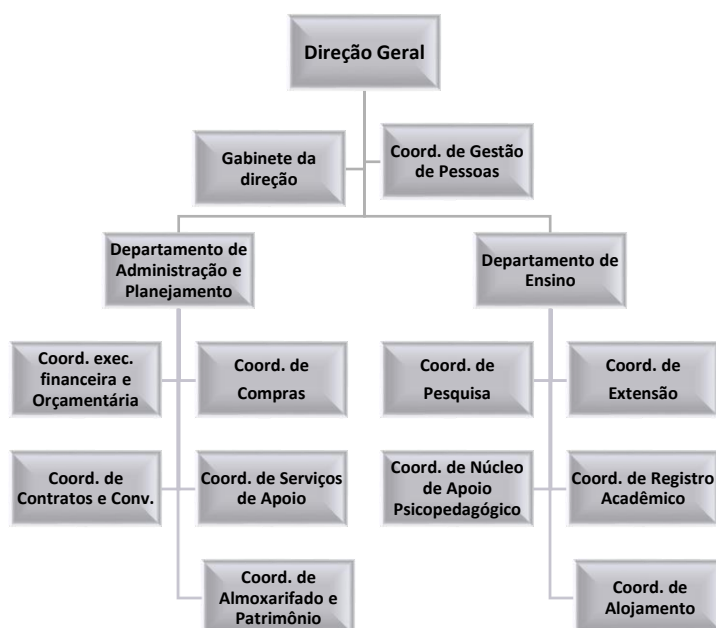 Direção Geral
Gabinete da
direção
Coord. de Gestão
de Pessoas
Departamento de
Administração e
Planejamento
Departamento de
Ensino
Coord. exec.
financeira e
Orçamentária
Coord. de
Compras
Coord. de
Pesquisa
Coord. de
Extensão
Coord. de
Contratos e Conv.
Coord. de Serviços
de Apoio
Coord. de Núcleo
de Apoio
Psicopedagógico
Coord. de Registro
Acadêmico
Coord. de
Almoxarifado e
Patrimônio
Coord. de
Alojamento